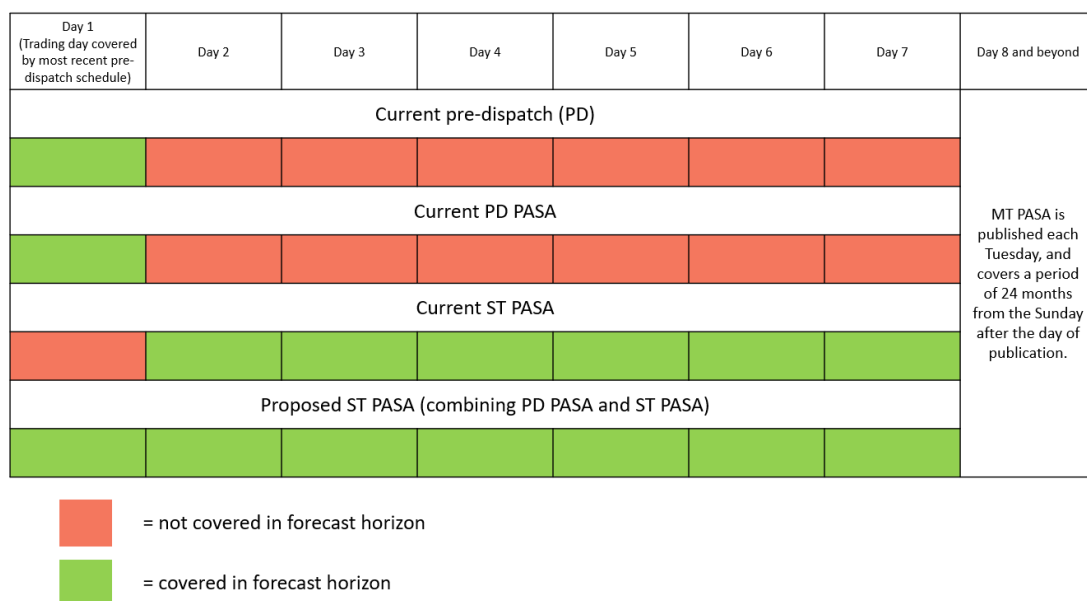 Day 1
(Trading day covered
by most recent pre-
dispatch schedule)
Day 2
Day 3
Day 4
Day 5
Day 6
Day 7
Day 8 and beyond
Current pre-dispatch (PD)
Current PD PASA
Current ST PASA
Proposed ST PASA (combining PD PASA and ST PASA)
MT PASA is
published each
Tuesday, and
covers a period
of 24 months
from the Sunday
after the day of
publication.
= not covered in forecast horizon
= covered in forecast horizon